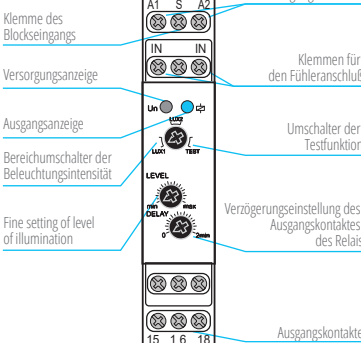 A1 S A2
Klemme des
Blockseingangs
IN IN
Klemmen für
den Fühleranschluß
Versorgungsanzeige
Un
LUX2
Ausgangsanzeige
Umschalter der
Testfunktion
LUX1 TEST
Bereichumschalter der
Beleuchtungsintensität
LEVEL
min max
DELAY
Fine setting of level
of illumination
Verzögerungseinstellung des
Ausgangskontaktes
des Relais
0 2min
Ausgangskontakte
15 16 18